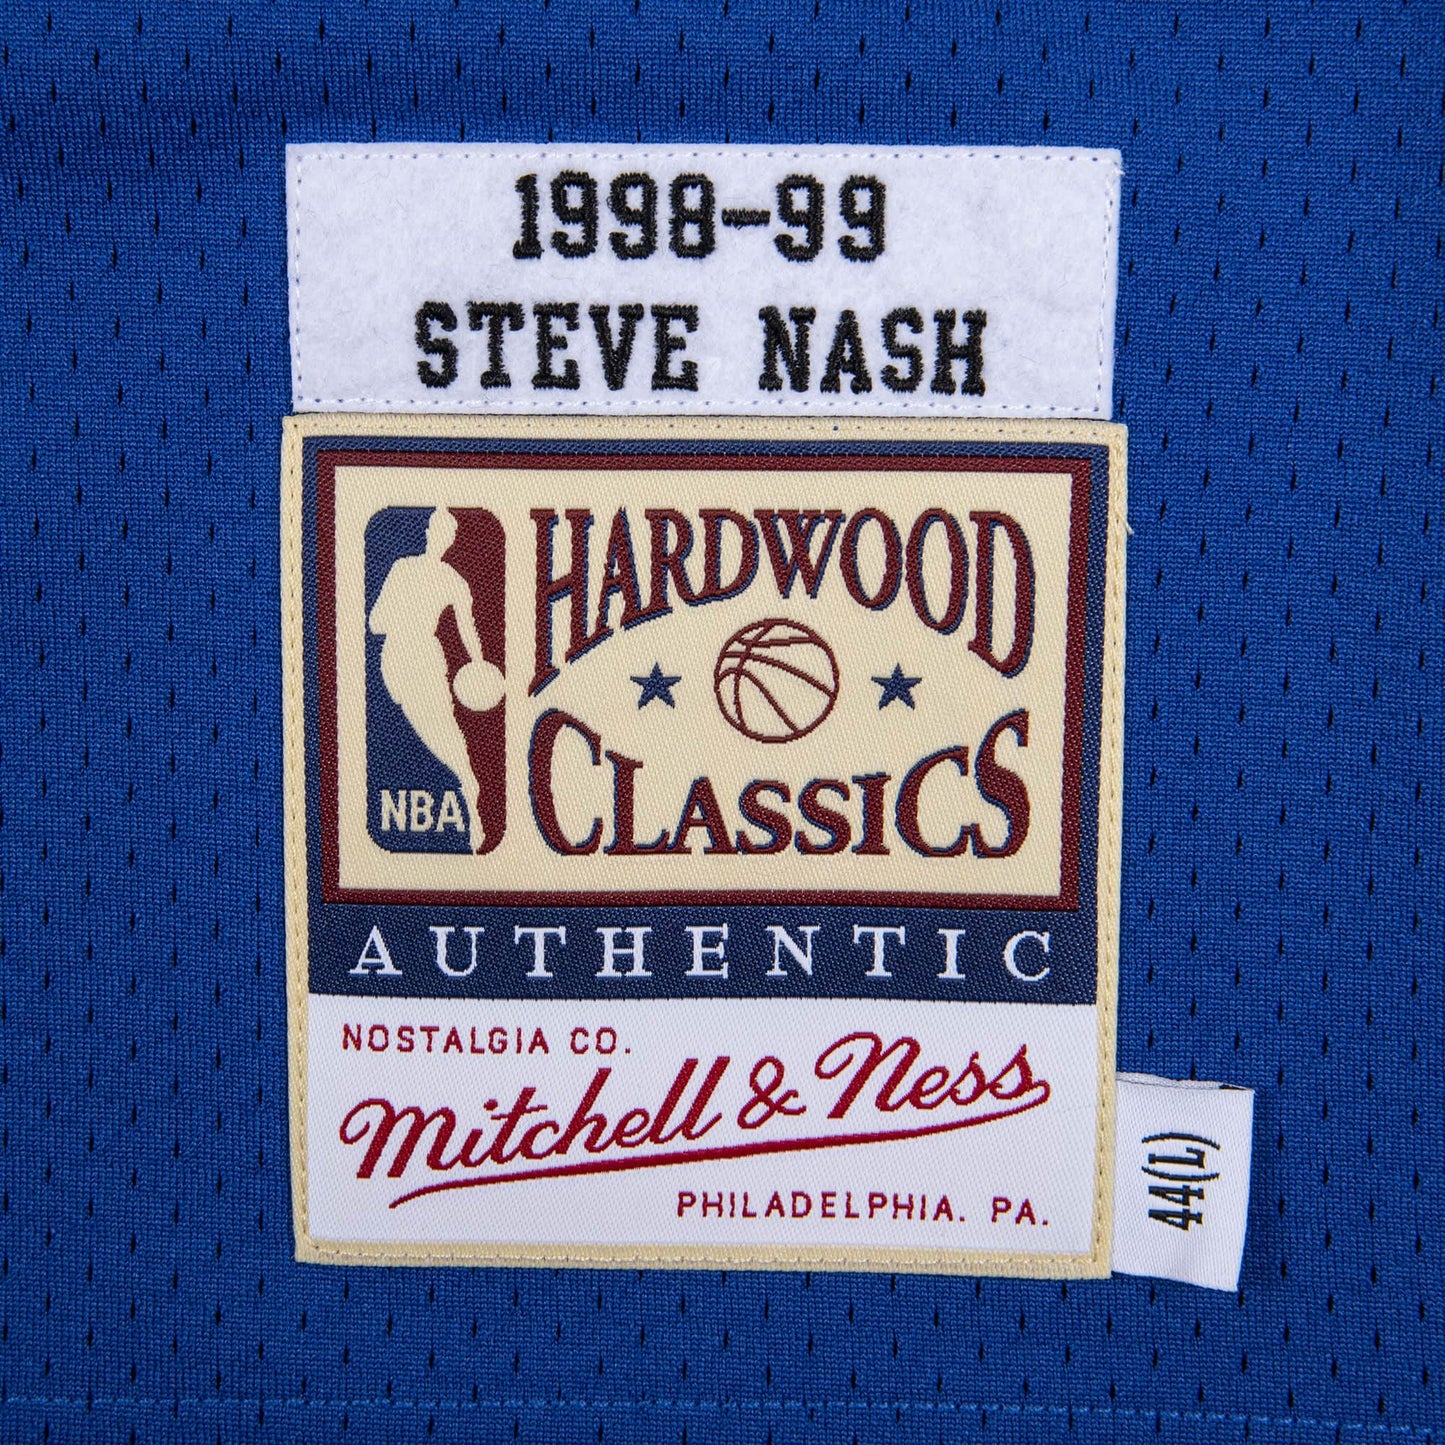 1998-99
STEVE NASH
HARDWOOD
CLASSICS
NBA
AUTHENTIC
NOSTALGIA CO.
Mitchell & Ness
PHILADELPHIA. PA.
44(L)